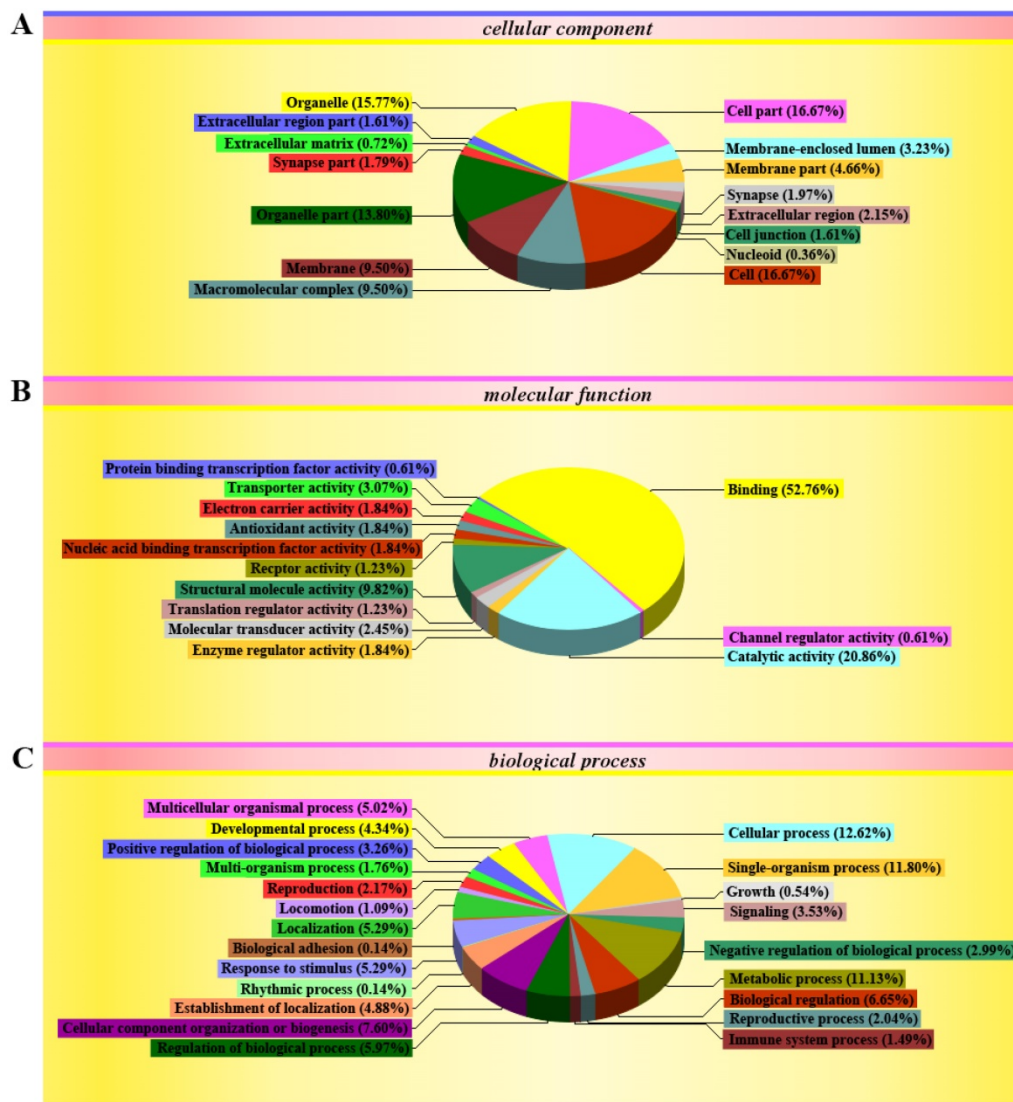 A
cellular component
Organelle (15.77%)
Extracellular region part (1.61%)
Extracellular matrix (0.72%)
Synapse part (1.79%)
Organelle part (13.80%)
Membrane (9.50%)
Macromolecular complex (9.50%)
Cell part (16.67%)
Membrane-enclosed lumen (3.23%)
Membrane part (4.66%)
Synapse (1.97%)
Extracellular region (2.15%)
Cell junction (1.61%)
Nucleoid (0.36%)
Cell (16.67%)
B
molecular function
Protein binding transcription factor activity (0.61%)
Transporter activity (3.07%)
Electron carrier activity (1.84%)
Antioxidant activity (1.84%)
Nucleic acid binding transcription factor activity (1.84%)
Recptor activity (1.23%)
Structural molecule activity (9.82%)
Translation regulator activity (1.23%)
Molecular transducer activity (2.45%)
Enzyme regulator activity (1.84%)
Binding (52.76%)
Channel regulator activity (0.61%)
Catalytic activity (20.86%)
C
biological process
Multicellular organismal process (5.02%)
Developmental process (4.34%)
Positive regulation of biological process (3.26%)
Multi-organism process (1.76%)
Reproduction (2.17%)
Locomotion (1.09%)
Localization (5.29%)
Biological adhesion (0.14%)
Response to stimulus (5.29%)
Rhythmic process (0.14%)
Establishment of localization (4.88%)
Cellular component organization or biogenesis (7.60%)
Regulation of biological process (5.97%)
Cellular process (12.62%)
Single-organism process (11.80%)
Growth (0.54%)
Signaling (3.53%)
Negative regulation of biological process (2.99%)
Metabolic process (11.13%)
Biological regulation (6.65%)
Reproductive process (2.04%)
Immune system process (1.49%)